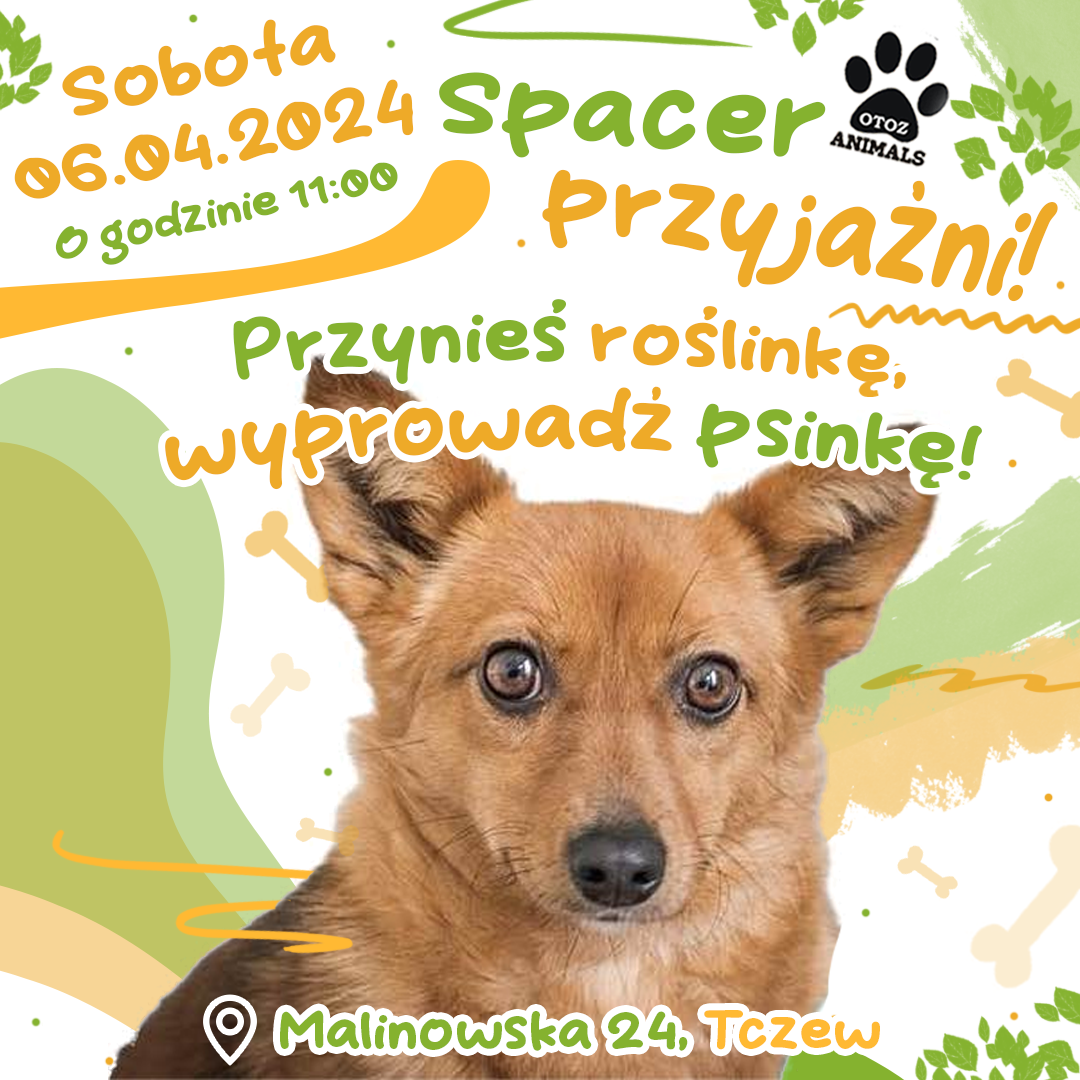 Sobota
06.04.2024
o godzinie 11:00
Spacer
przyjaźni!
OTOZ
ANIMALS
Przynieś roślinkę,
wyprowadź psinkę!
Malinowska 24, Tczew